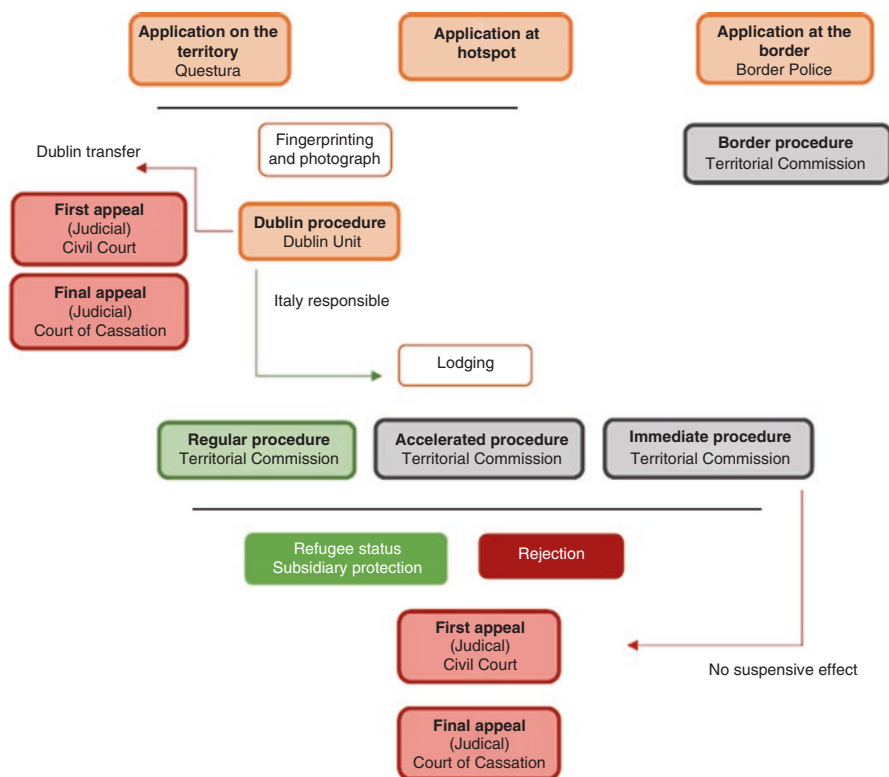 Application on the
territory
Questura
Application at
hotspot
Application at the
border
Border Police
Fingerprinting
and photograph
Border procedure
Territorial Commission
Dublin transfer
First appeal
(Judicial)
Civil Court
Dublin procedure
Dublin Unit
Final appeal
(Judicial)
Court of Cassation
Italy responsible
Lodging
Regular procedure
Territorial Commission
Accelerated procedure
Territorial Commission
Immediate procedure
Territorial Commission
Refugee status
Subsidiary protection
Rejection
First appeal
(Judical)
Civil Court
No suspensive effect
Final appeal
(Judicial)
Court of Cassation